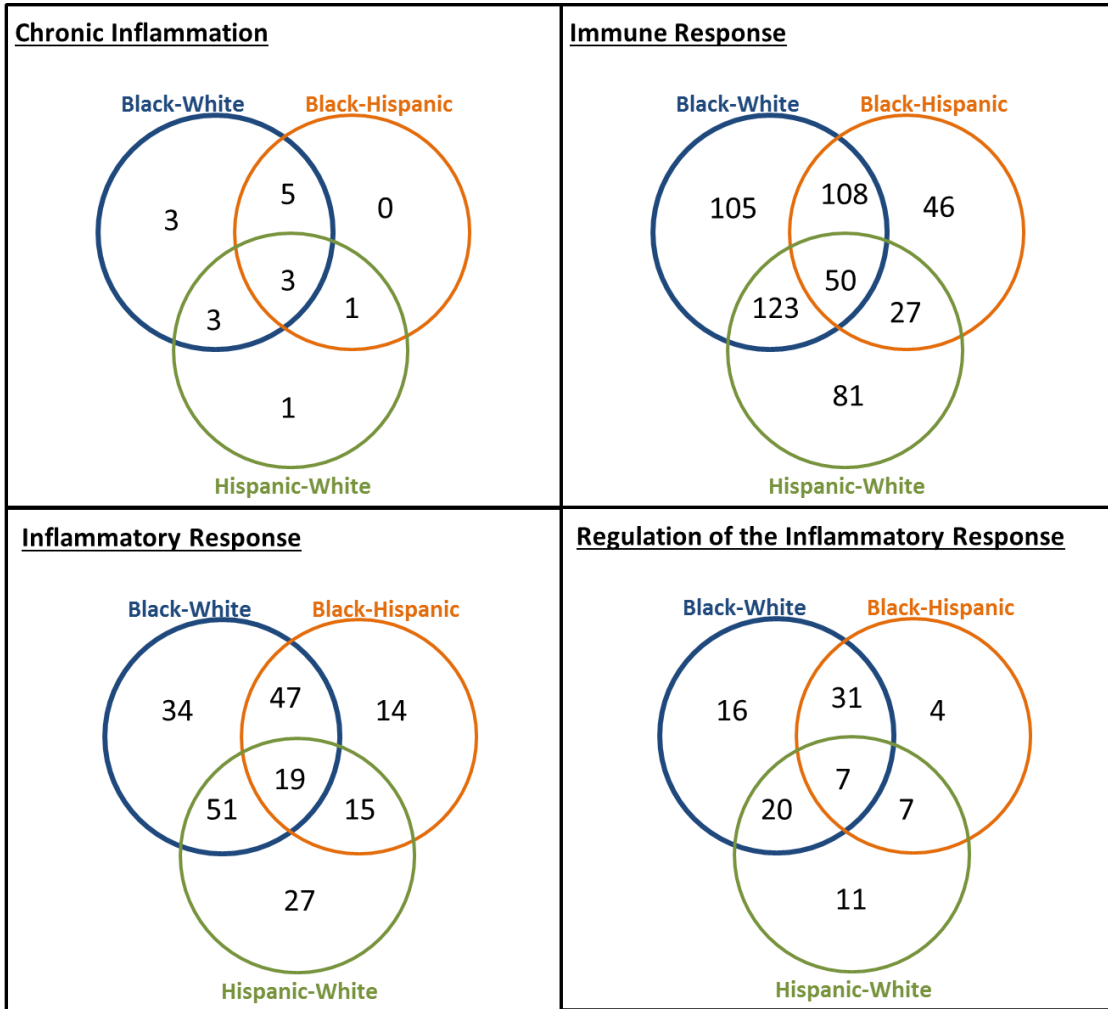 Chronic Inflammation
Black-White Black-Hispanic
5
3 0
3
3 1
1
Hispanic-White
Immune Response
Black-White Black-Hispanic
105 108 46
50
123 27
81
Hispanic-White
Inflammatory Response
Black-White Black-Hispanic
47
34 14
19
51 15
27
Hispanic-White
Regulation of the Inflammatory Response
Black-White Black-Hispanic
31
16 4
7
20 7
11
Hispanic-White